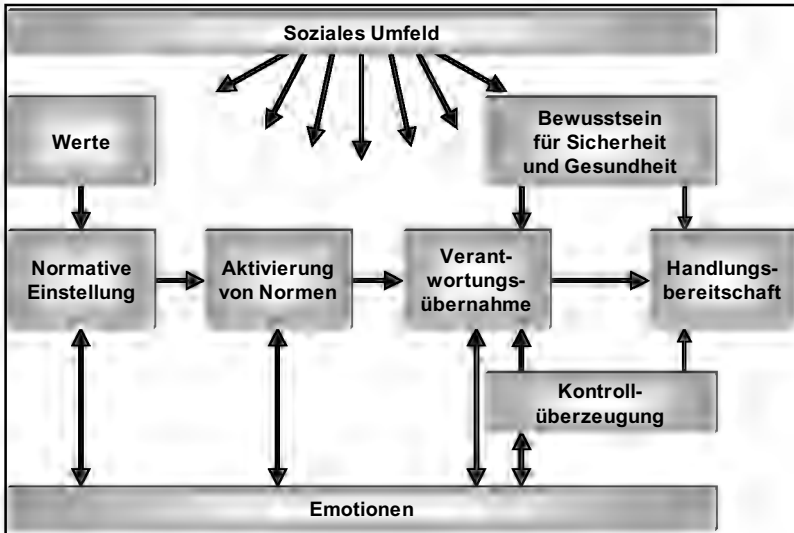 Soziales Umfeld
Werte
Bewusstsein
für Sicherheit
und Gesundheit
Normative
Einstellung
Aktivierung
von Normen
Verant-
wortungs-
übernahme
Handlungs-
bereitschaft
Kontroll-
überzeugung
Emotionen